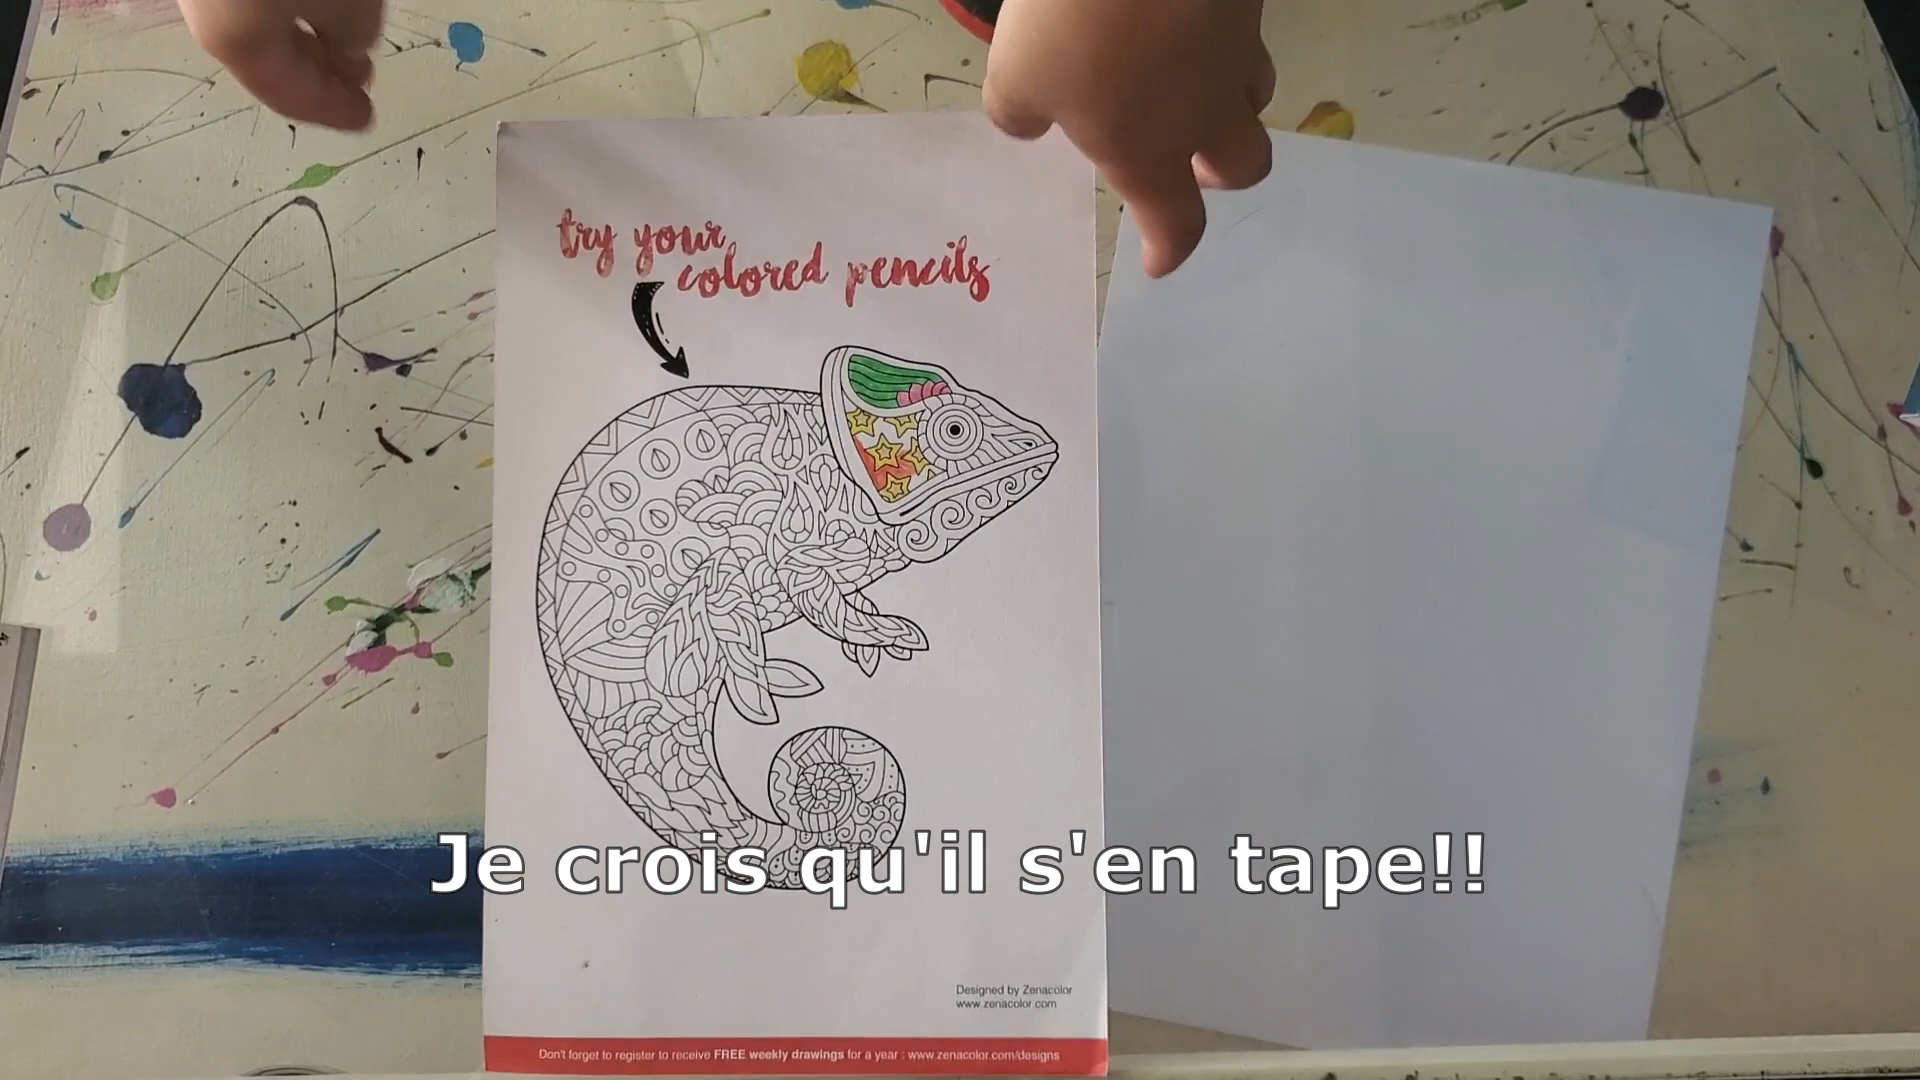 try your
colored pencils
Je crois qu'il s'en tape!!
Designed by Zenacolor
www.zenacolor.com
Don't forget to register to receive FREE weekly drawings for a year : www.zenacolor.com/designs